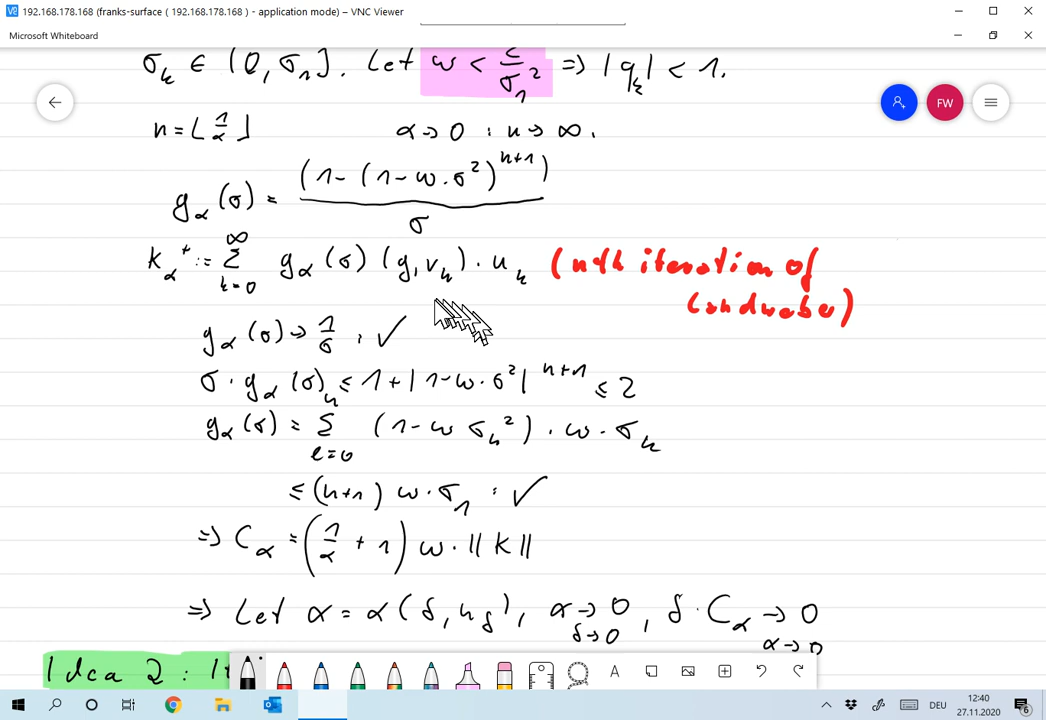 192.168.178.168 (franks-surface ( 192.168.178.168 ) - application mode) – VNC Viewer
Microsoft Whiteboard
σ_k ∈ (0, σ_1]. Let w < 2/σ_1² ⇒ |q_k| < 1.
FW
n = ⌊1/α⌋ α → 0 : n → ∞.
g_α(σ) = (1 - (1 - w·σ²)^{n+1}) / σ
K_α^+ := Σ_{k=0}^∞ g_α(σ) (g, v_k) · u_k (nth iteration of
Landweber)
g_α(σ) → 1/σ : ✓
σ · g_α(σ) ≤ 1 + |1 - w·σ²|^{n+1} ≤ 2
g_α(σ) = Σ_{l=0}^n (1 - w σ_k²) · w · σ_k
≤ (n+1) w · σ_1 : ✓
⇒ C_α = (1/α + 1) w · ||K||
⇒ Let α = α(δ, u_δ), α → 0 , δ · C_α → 0
δ → 0 α → 0
Idea 2 :
A
DEU
12:40
27.11.2020
6